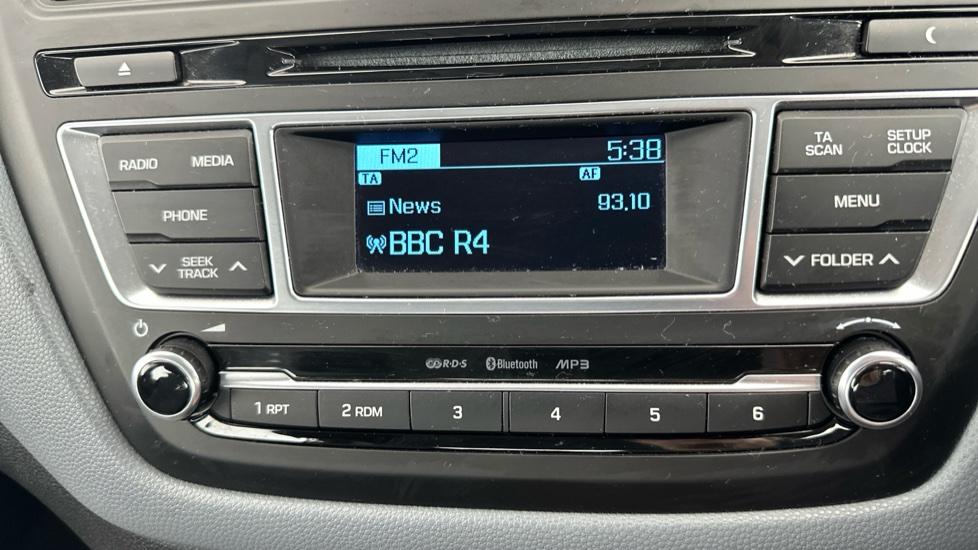 RADIO MEDIA
PHONE
SEEK
TRACK
FM2 5:38
TA AF
News 93.10
BBC R4
TA
SCAN
SETUP
CLOCK
MENU
FOLDER
R·D·S Bluetooth MP3
1 RPT 2 RDM 3 4 5 6